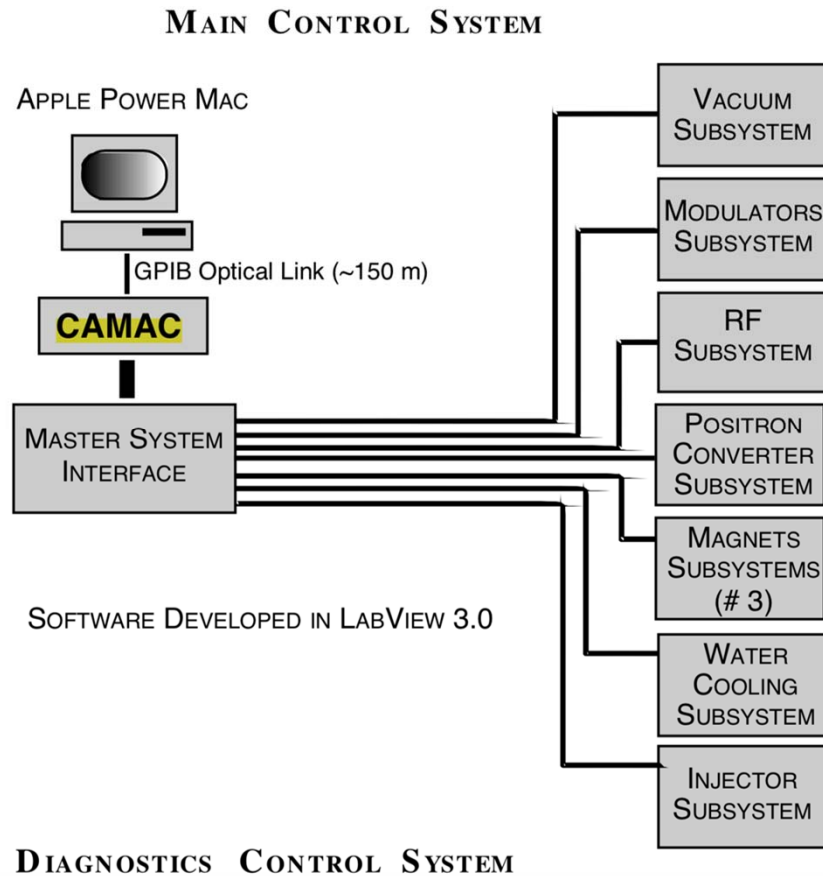 MAIN CONTROL SYSTEM
APPLE POWER MAC
GPIB Optical Link (~150 m)
CAMAC
MASTER SYSTEM
INTERFACE
SOFTWARE DEVELOPED IN LABVIEW 3.0
VACUUM
SUBSYSTEM
MODULATORS
SUBSYSTEM
RF
SUBSYSTEM
POSITRON
CONVERTER
SUBSYSTEM
MAGNETS
SUBSYSTEMS
(# 3)
WATER
COOLING
SUBSYSTEM
INJECTOR
SUBSYSTEM
DIAGNOSTICS CONTROL SYSTEM